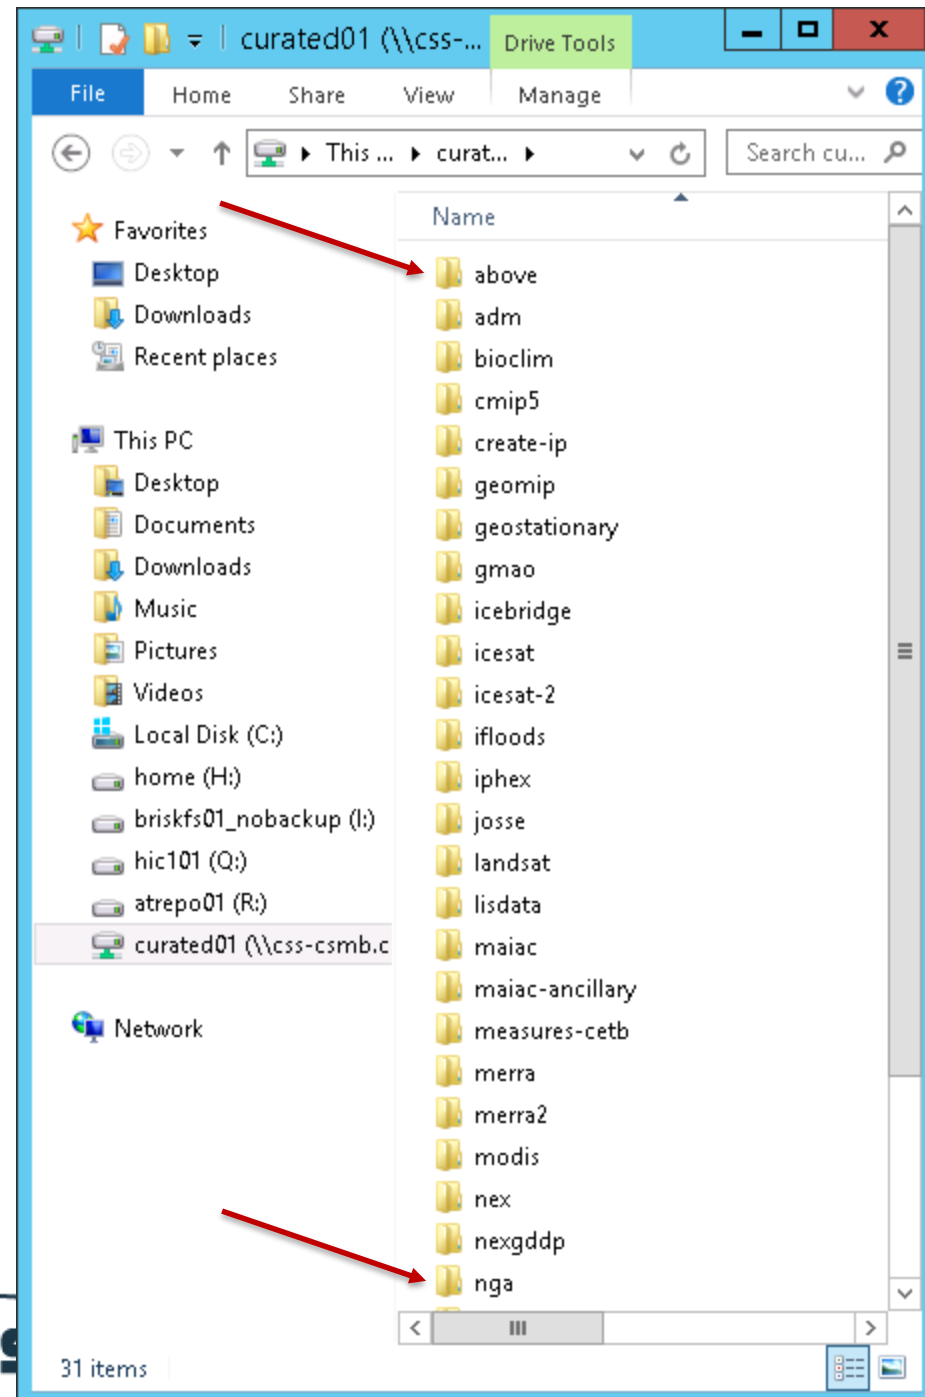 curated01 (\\css-... Drive Tools
File Home Share View Manage
This ... curat... Search cu...
Name
Favorites
Desktop
Downloads
Recent places
This PC
Desktop
Documents
Downloads
Music
Pictures
Videos
Local Disk (C:)
home (H:)
briskfs01_nobackup (I:)
hic101 (Q:)
atrepo01 (R:)
curated01 (\\css-csmb.c
Network
above
adm
bioclim
cmip5
create-ip
geomip
geostationary
gmao
icebridge
icesat
icesat-2
ifloods
iphex
josse
landsat
lisdata
maiac
maiac-ancillary
measures-cetb
merra
merra2
modis
nex
nexgddp
nga
31 items